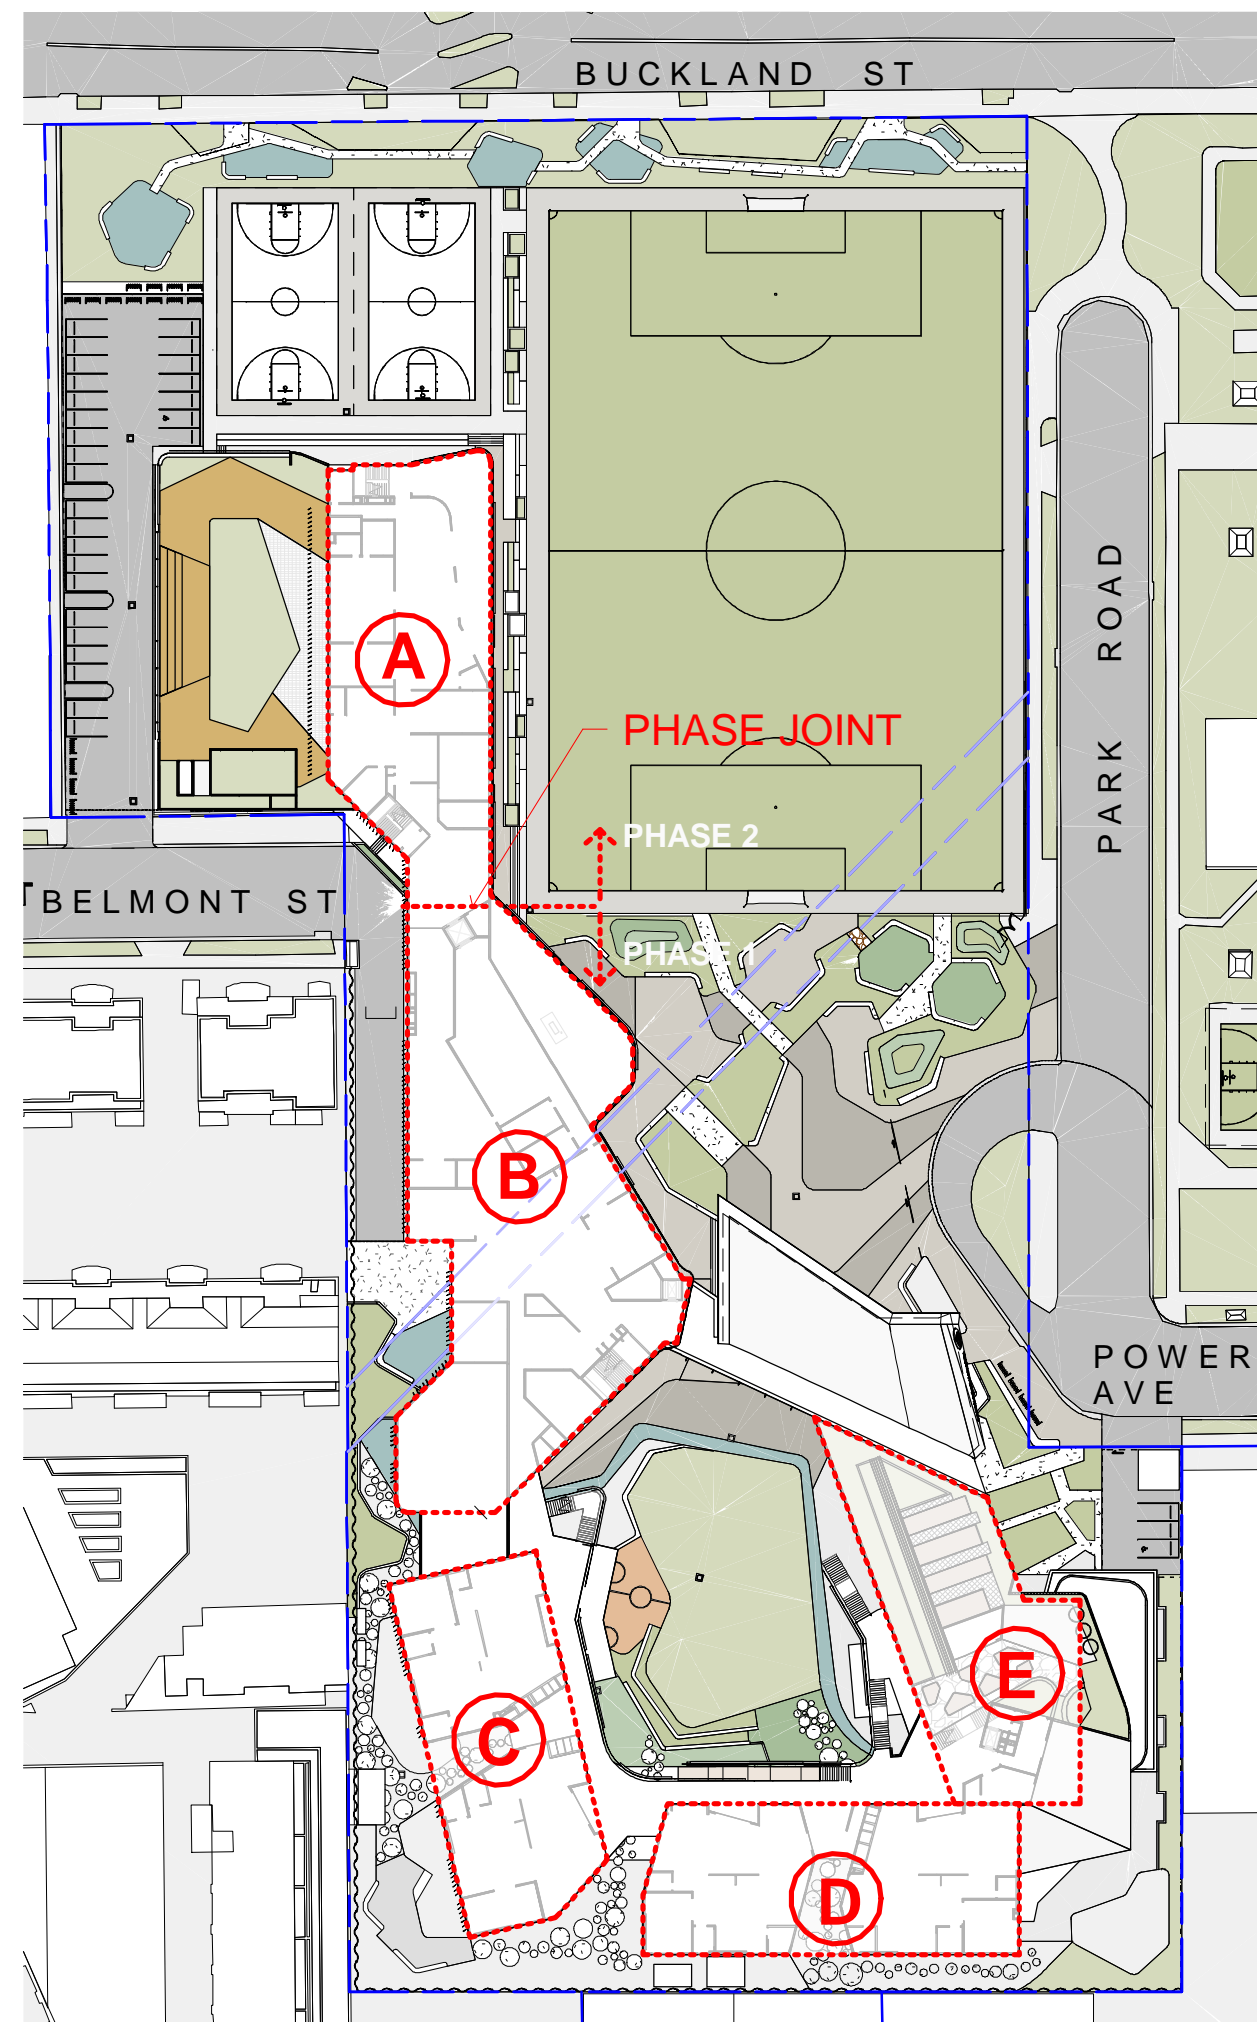 BUCKLAND ST
A
PARK ROAD
PHASE JOINT
PHASE 2
BELMONT ST
PHASE 1
B
POWER
AVE
C
E
D